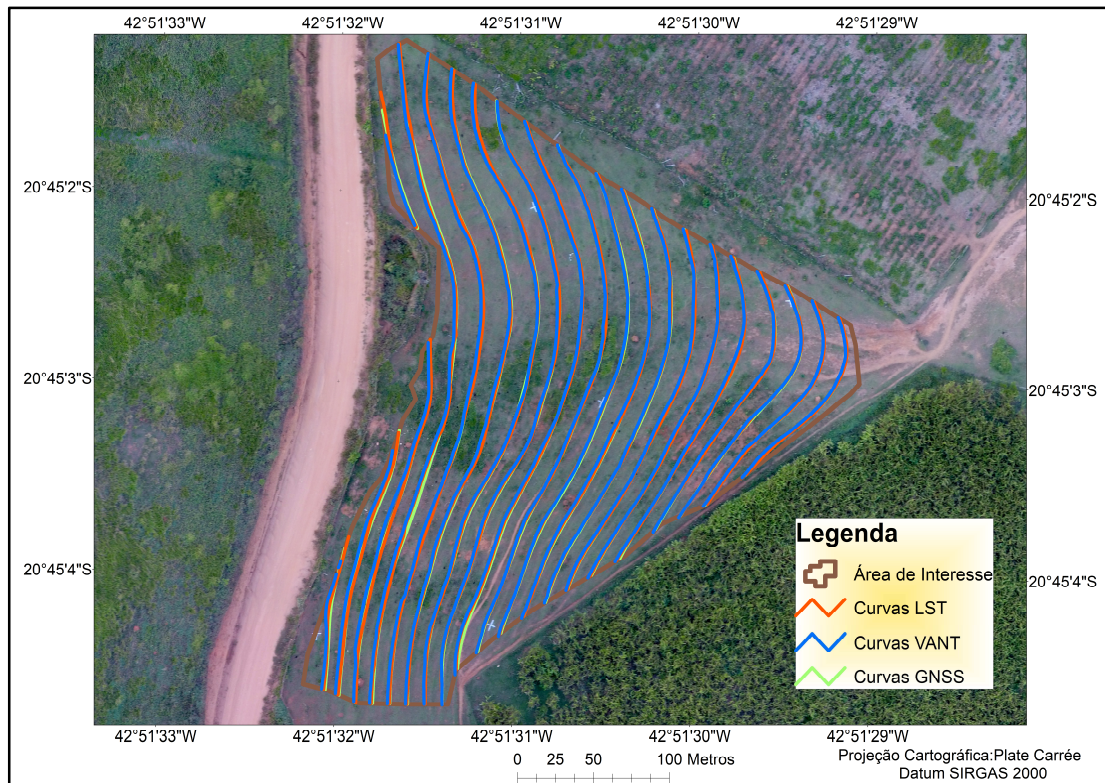 42°51'33"W 42°51'32"W 42°51'31"W 42°51'30"W 42°51'29"W
20°45'2"S 20°45'2"S
20°45'3"S 20°45'3"S
20°45'4"S 20°45'4"S
Legenda
Área de Interesse
Curvas LST
Curvas VANT
Curvas GNSS
42°51'33"W 42°51'32"W 42°51'31"W 42°51'30"W 42°51'29"W
0 25 50 100 Metros
Projeção Cartográfica:Plate Carrée
Datum SIRGAS 2000